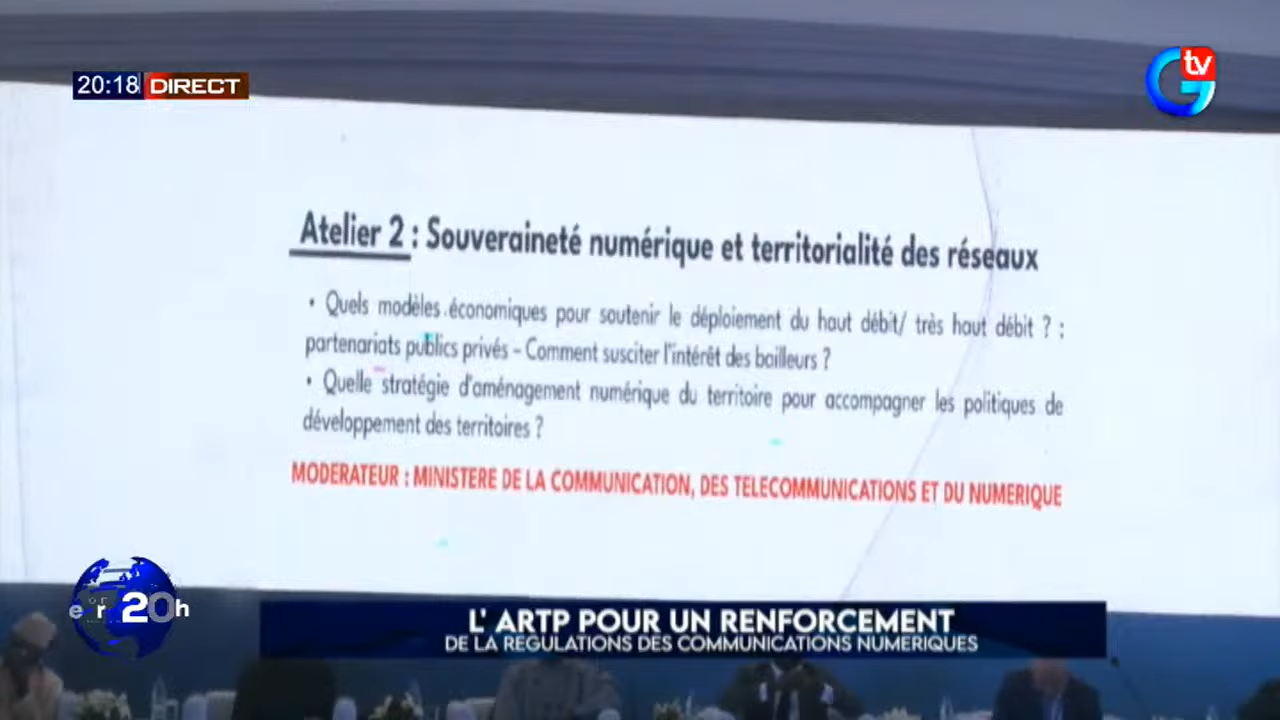 20:18 DIRECT
tv
G7
Atelier 2 : Souveraineté numérique et territorialité des réseaux
• Quels modèles économiques pour soutenir le déploiement du haut débit/ très haut débit ? :
partenariats publics privés – Comment susciter l'intérêt des bailleurs ?
• Quelle stratégie d'aménagement numérique du territoire pour accompagner les politiques de
développement des territoires ?
MODERATEUR : MINISTERE DE LA COMMUNICATION, DES TELECOMMUNICATIONS ET DU NUMERIQUE
20h
L' ARTP POUR UN RENFORCEMENT
DE LA REGULATIONS DES COMMUNICATIONS NUMERIQUES